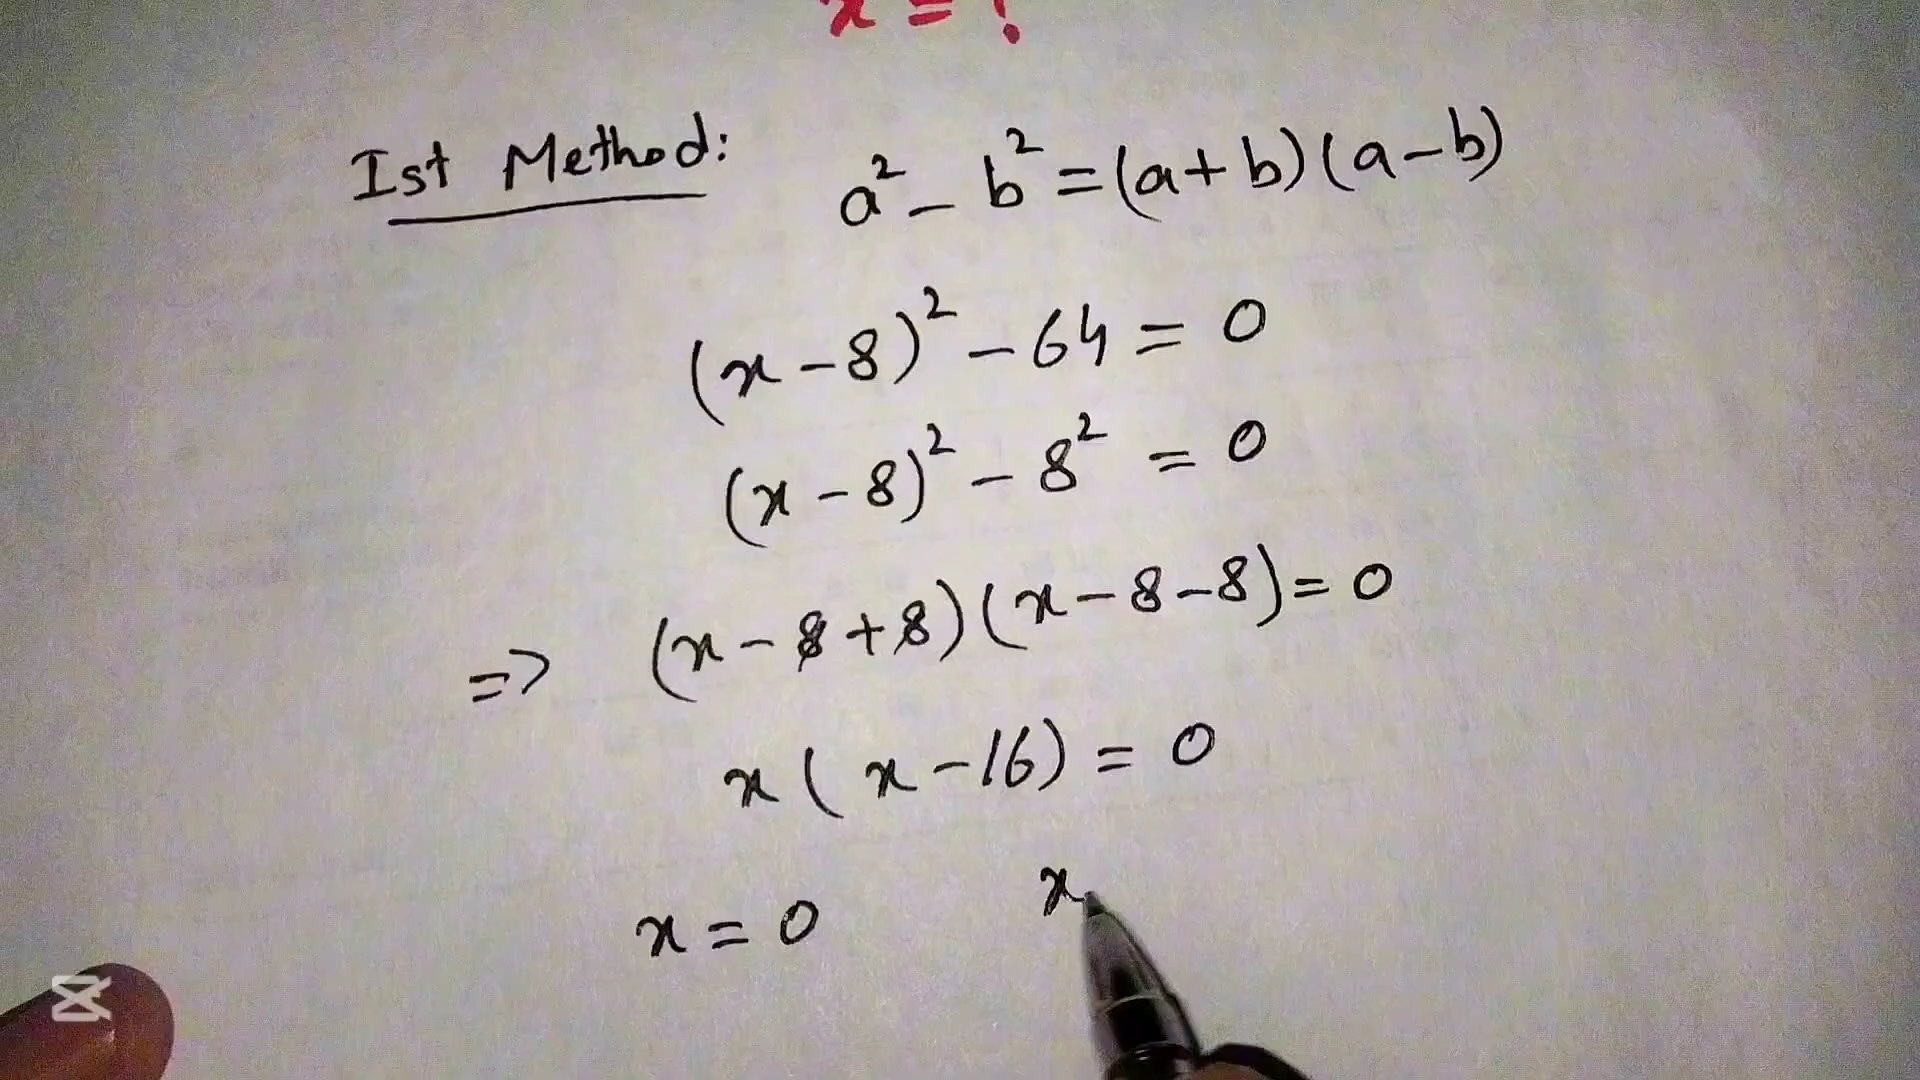 x = ?
Ist Method: a² - b² = (a + b)(a - b)
(x - 8)² - 64 = 0
(x - 8)² - 8² = 0
=> (x - 8 + 8)(x - 8 - 8) = 0
x(x - 16) = 0
x = 0 x